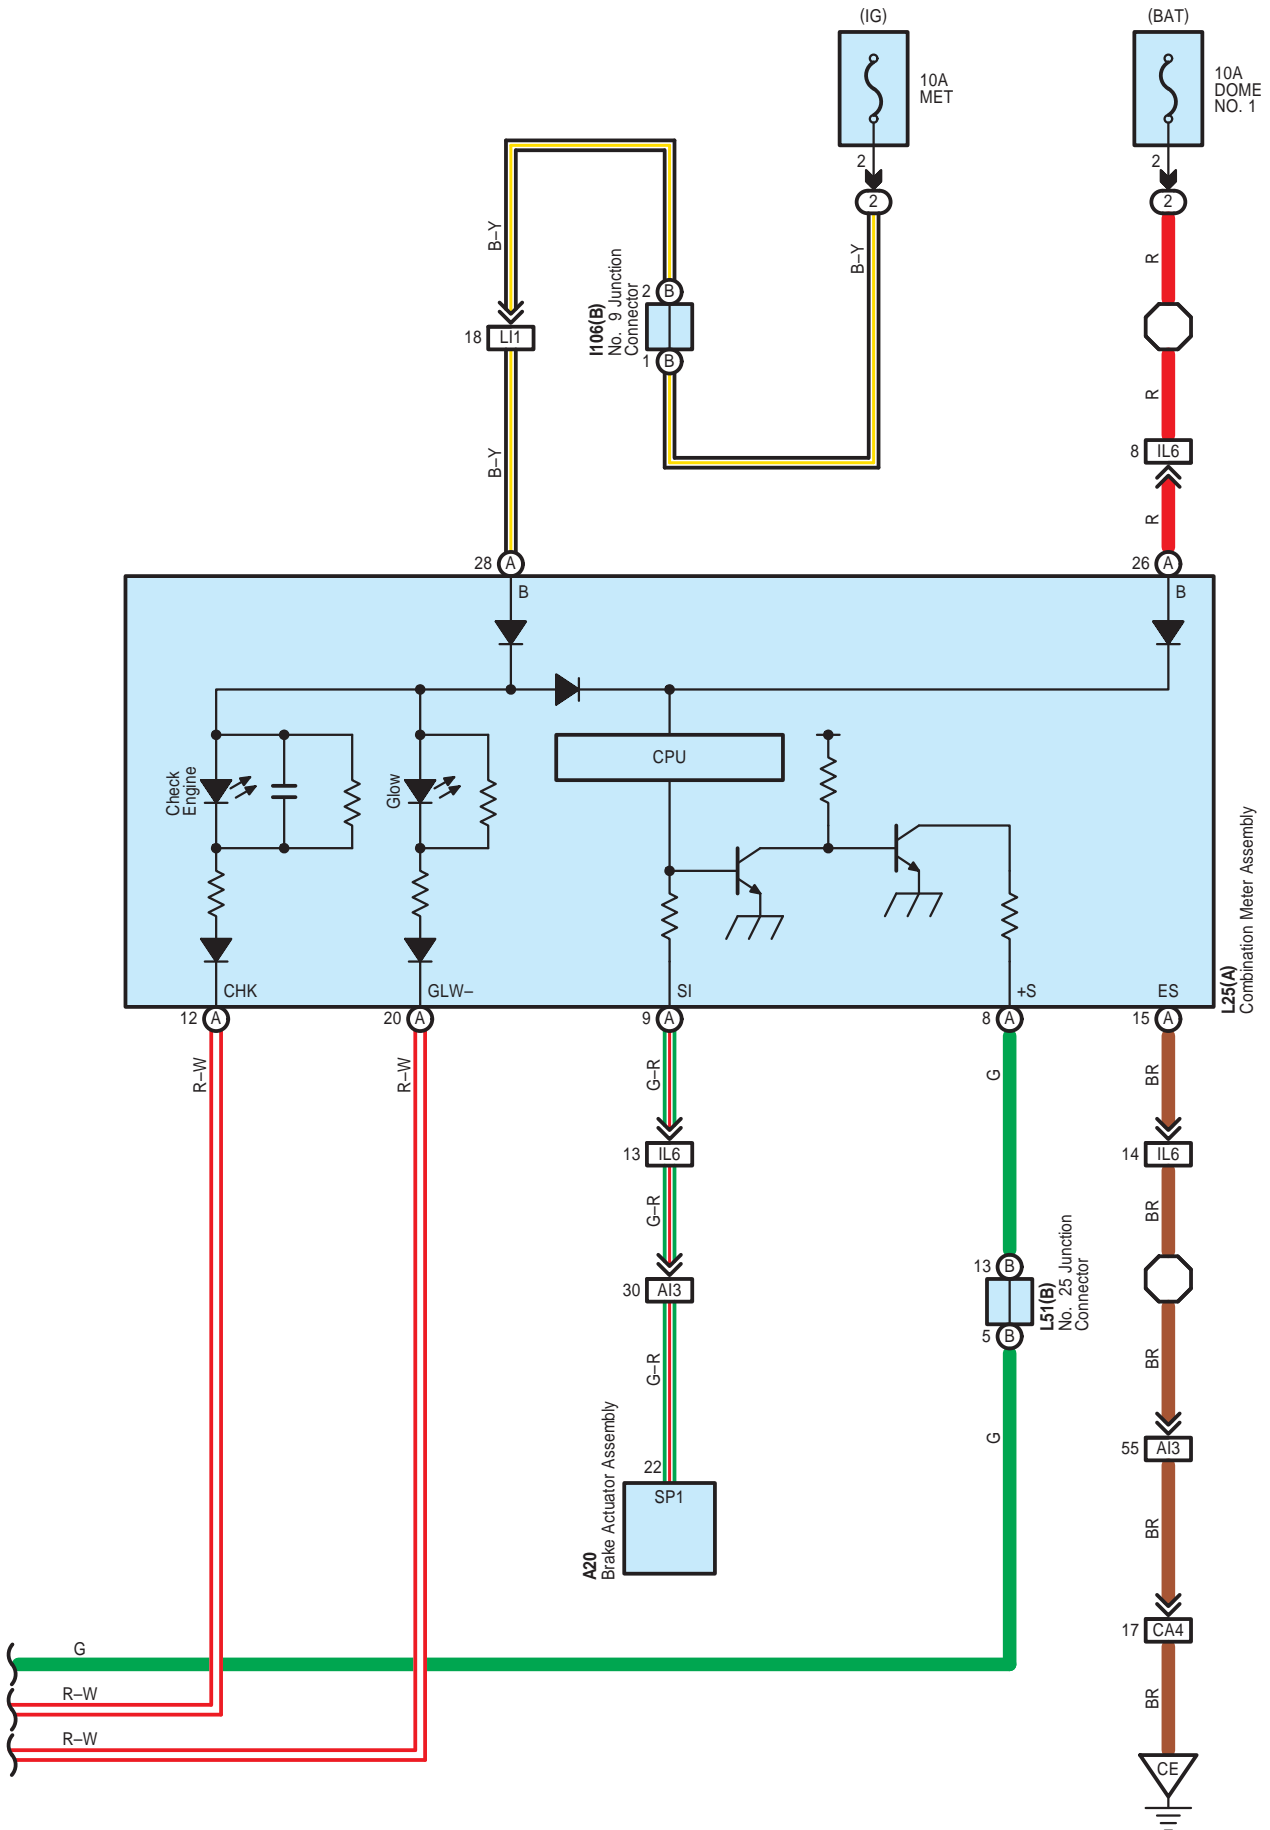 (IG)
(BAT)
10A
MET
10A
DOME
NO. 1
2
2
2
2
B–Y
B–Y
R
I106(B)
No. 9 Junction
Connector
2
B
1
B
18
LI1
R
8
IL6
B–Y
R
28
A
26
A
B
B
Check
Engine
Glow
CPU
CHK
GLW–
SI
+S
ES
L25(A)
Combination Meter Assembly
12
A
20
A
9
A
8
A
15
A
R–W
R–W
G–R
G
BR
13
IL6
14
IL6
G–R
BR
30
AI3
13
B
5
B
L51(B)
No. 25 Junction
Connector
G–R
BR
G
55
AI3
22
SP1
A20
Brake Actuator Assembly
BR
17
CA4
G
R–W
R–W
BR
CE